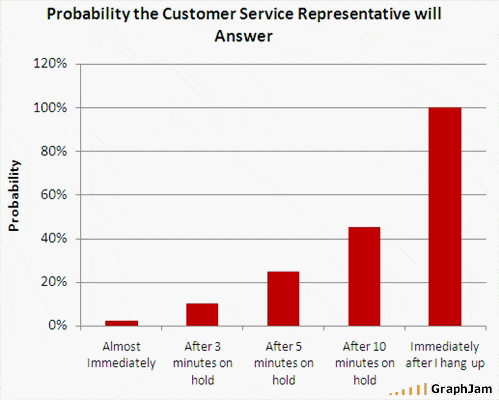 Probability the Customer Service Representative will
Answer
120%
100%
80%
60%
40%
20%
0%
Probability
Almost
Immediately
After 3
minutes on
hold
After 5
minutes on
hold
After 10
minutes on
hold
Immediately
after I hang up
GraphJam